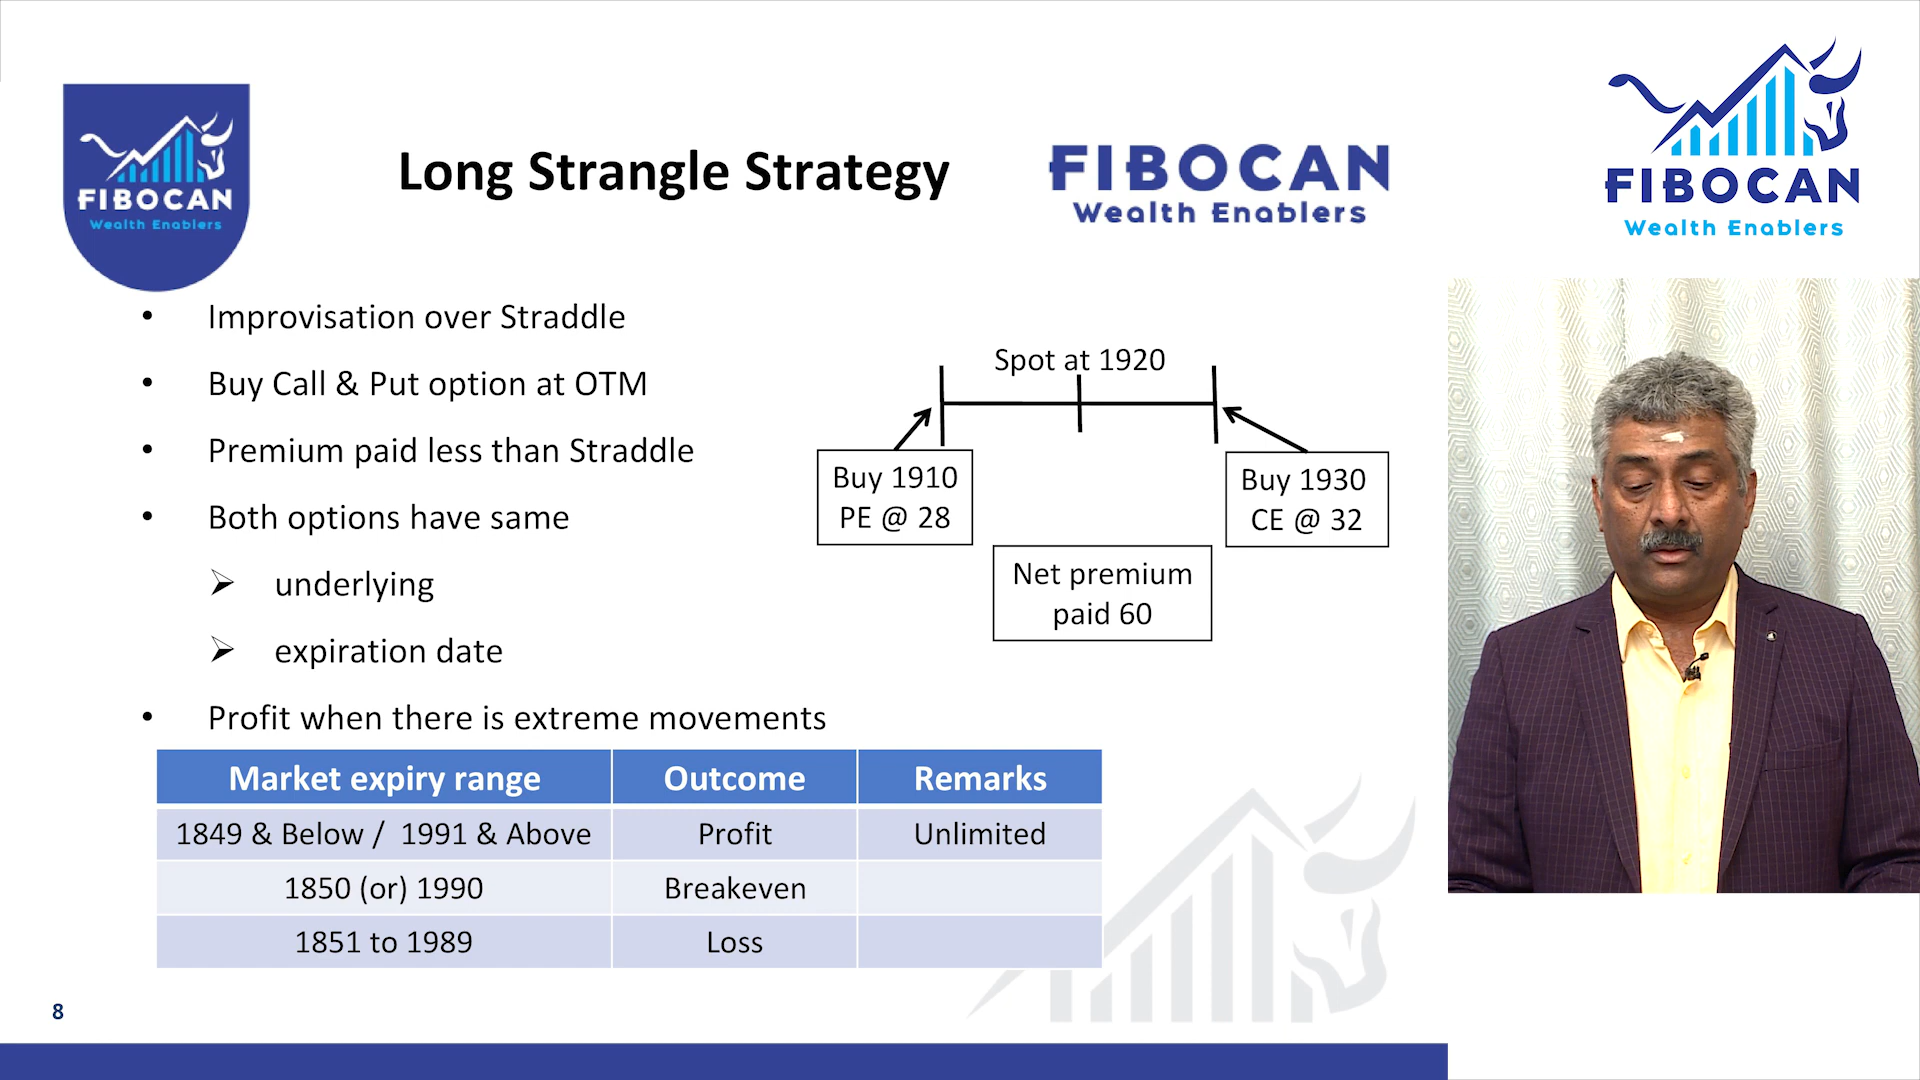 FIBOCAN
Wealth Enablers
Long Strangle Strategy
FIBOCAN
Wealth Enablers
FIBOCAN
Wealth Enablers
• Improvisation over Straddle
• Buy Call & Put option at OTM
• Premium paid less than Straddle
• Both options have same
➢ underlying
➢ expiration date
• Profit when there is extreme movements
Spot at 1920
Buy 1910
PE @ 28
Buy 1930
CE @ 32
Net premium
paid 60
Market expiry range Outcome Remarks
1849 & Below / 1991 & Above Profit Unlimited
1850 (or) 1990 Breakeven
1851 to 1989 Loss
8